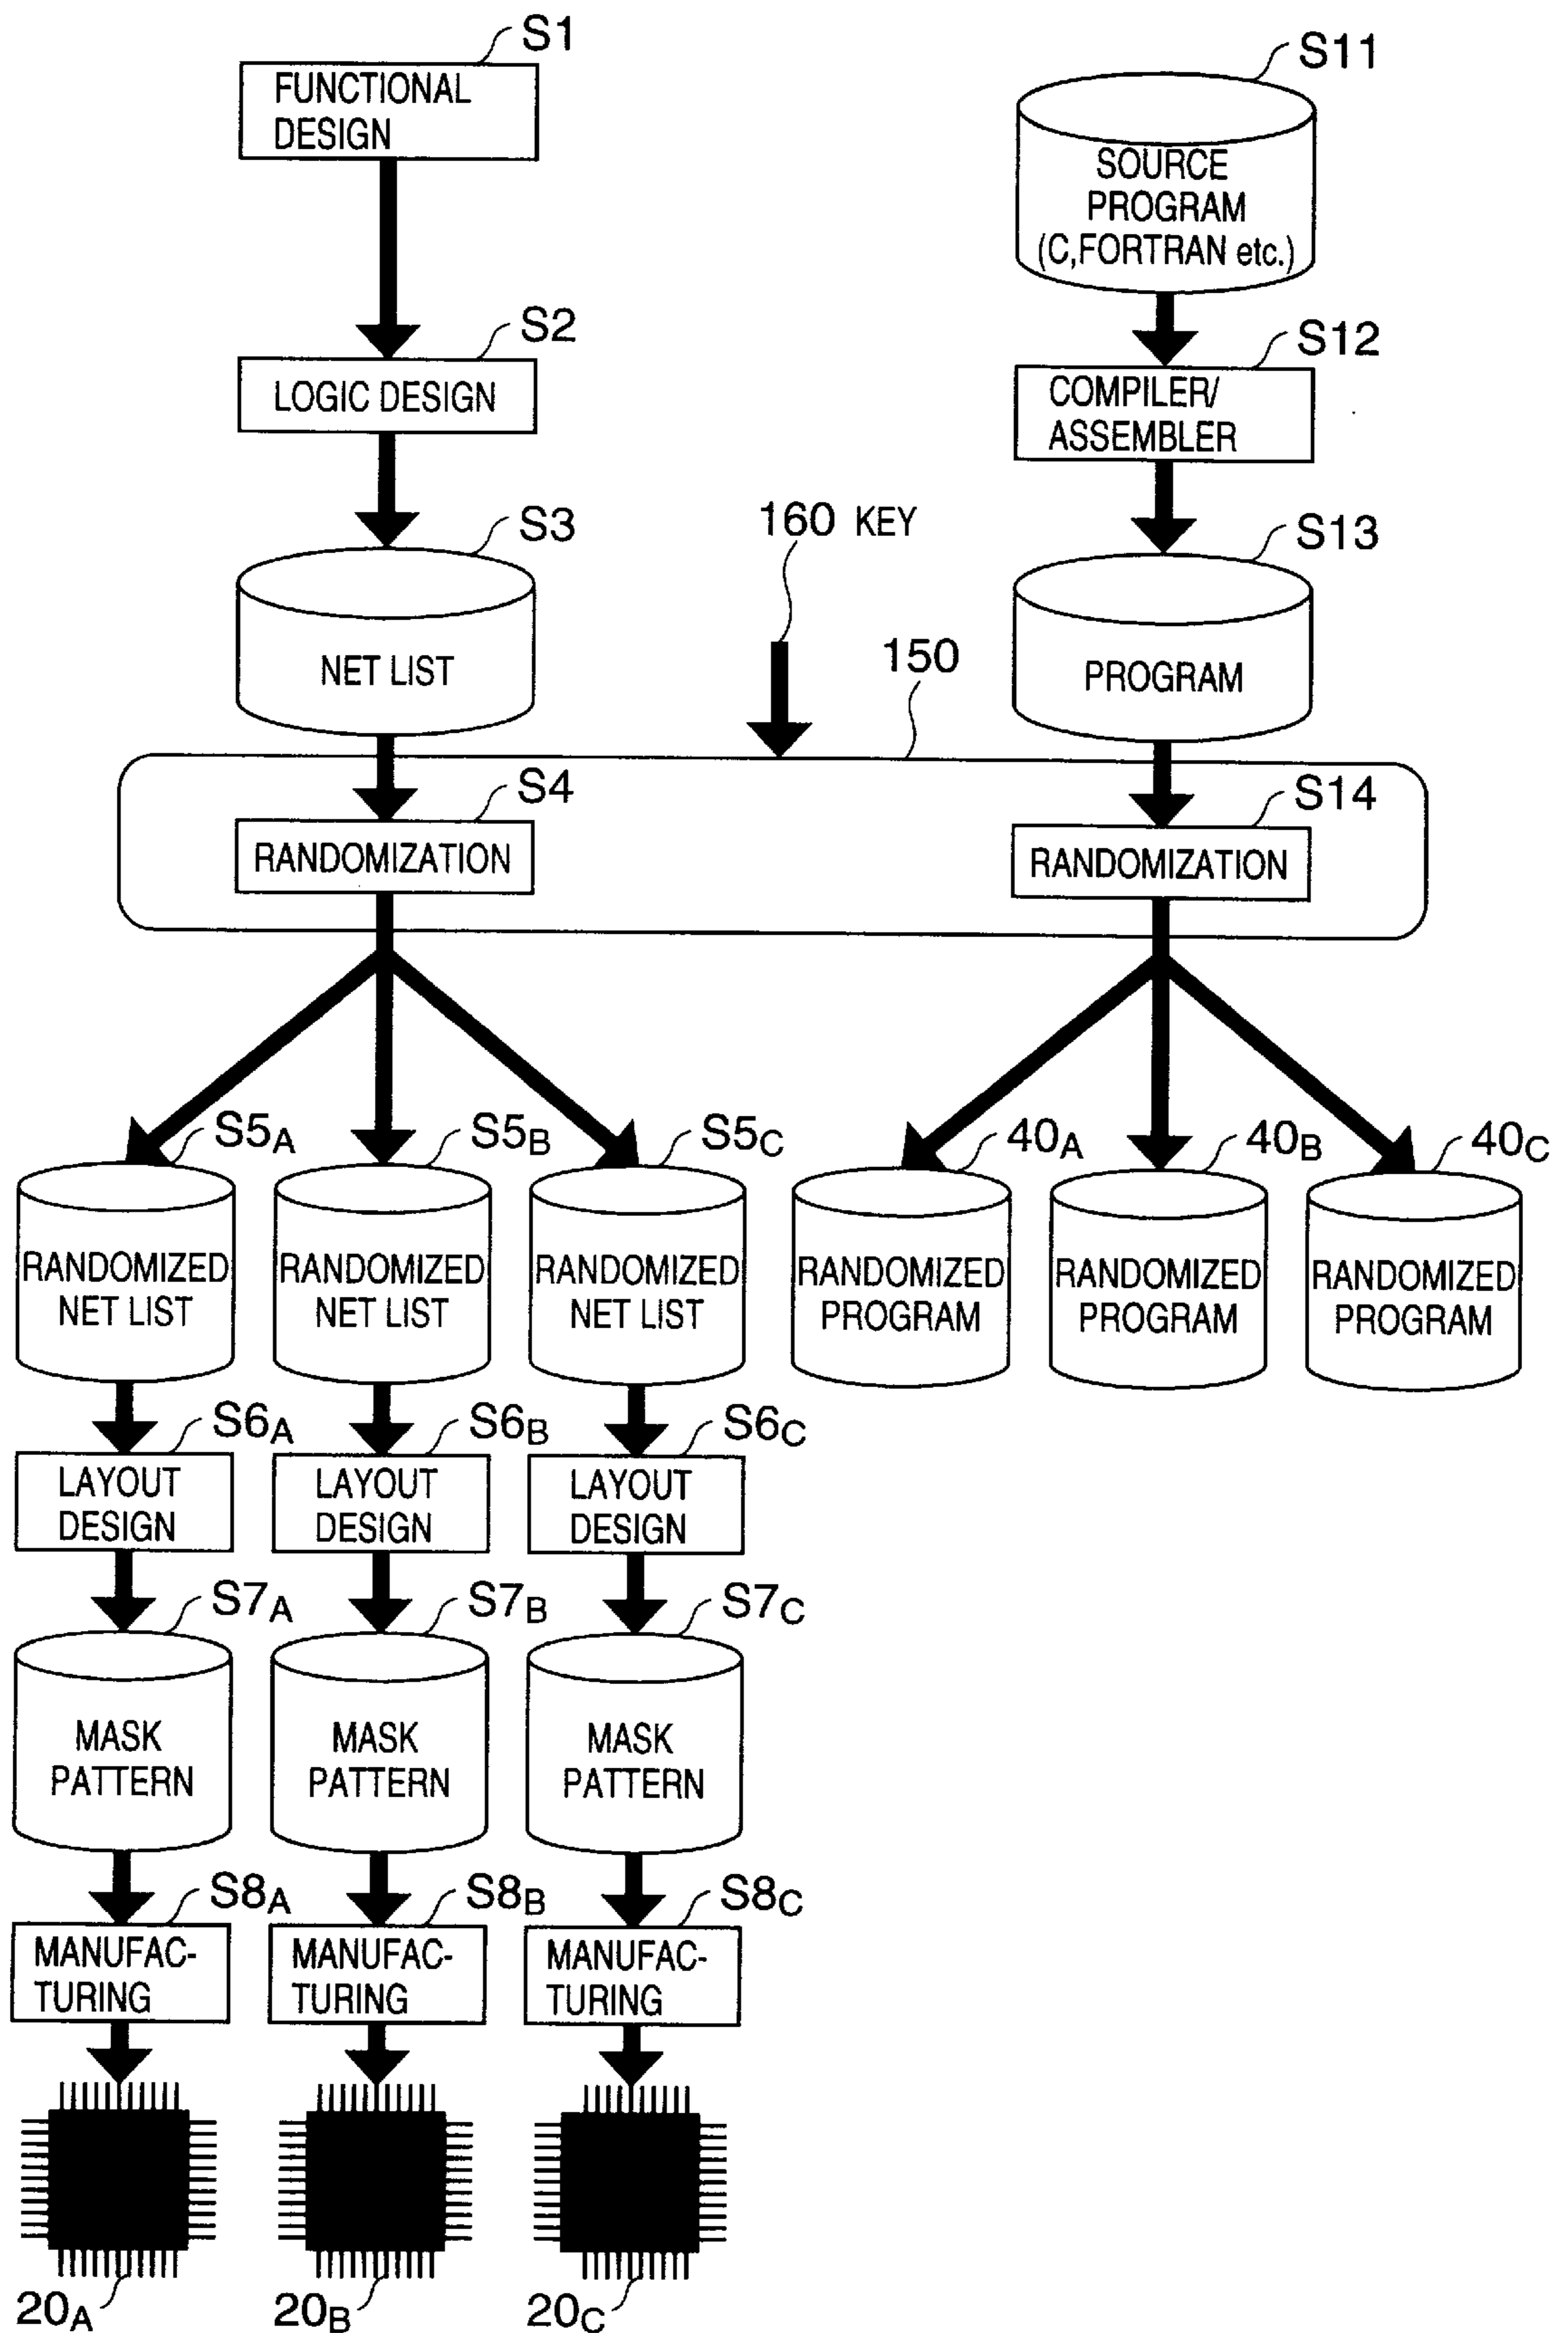 S1
FUNCTIONAL
DESIGN
S11
SOURCE
PROGRAM
(C,FORTRAN etc.)
S2
LOGIC DESIGN
S12
COMPILER/
ASSEMBLER
S3
NET LIST
160 KEY
S13
PROGRAM
150
S4
RANDOMIZATION
S14
RANDOMIZATION
S5A
RANDOMIZED
NET LIST
S5B
RANDOMIZED
NET LIST
S5C
RANDOMIZED
NET LIST
40A
RANDOMIZED
PROGRAM
40B
RANDOMIZED
PROGRAM
40C
RANDOMIZED
PROGRAM
S6A
LAYOUT
DESIGN
S6B
LAYOUT
DESIGN
S6C
LAYOUT
DESIGN
S7A
MASK
PATTERN
S7B
MASK
PATTERN
S7C
MASK
PATTERN
S8A
MANUFAC-
TURING
S8B
MANUFAC-
TURING
S8C
MANUFAC-
TURING
20A
20B
20C